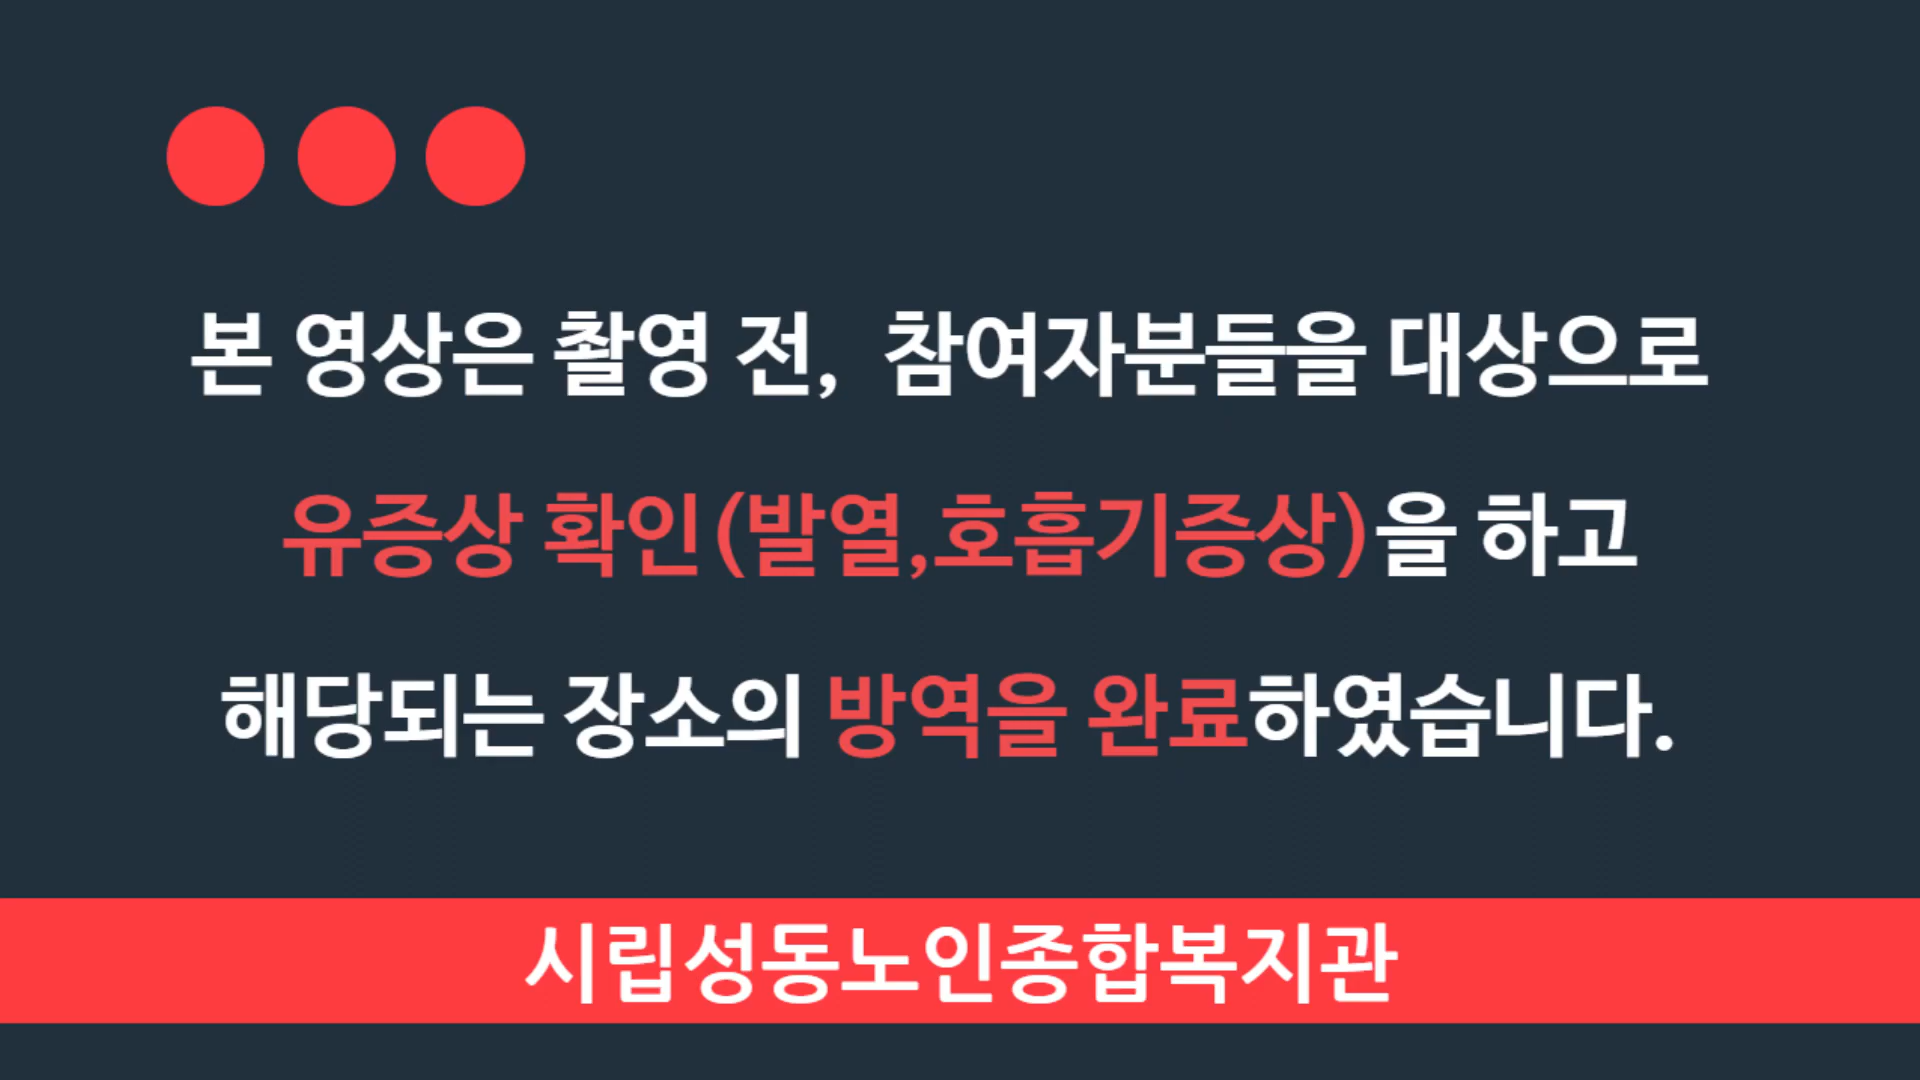 본 영상은 촬영 전, 참여자분들을 대상으로
유증상 확인(발열,호흡기증상)을 하고
해당되는 장소의 방역을 완료하였습니다.
시립성동노인종합복지관